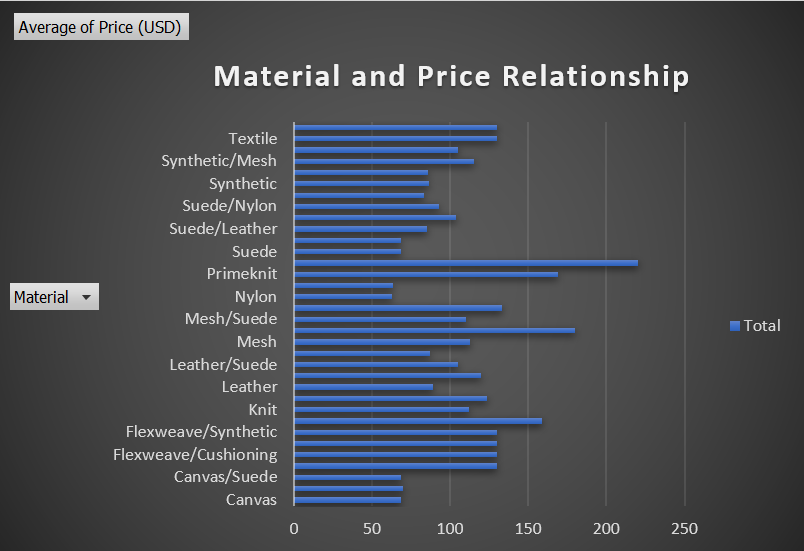 Average of Price (USD)
Material and Price Relationship
Textile
Synthetic/Mesh
Synthetic
Suede/Nylon
Suede/Leather
Suede
Primeknit
Material
Nylon
Mesh/Suede
Total
Mesh
Leather/Suede
Leather
Knit
Flexweave/Synthetic
Flexweave/Cushioning
Canvas/Suede
Canvas
0 50 100 150 200 250